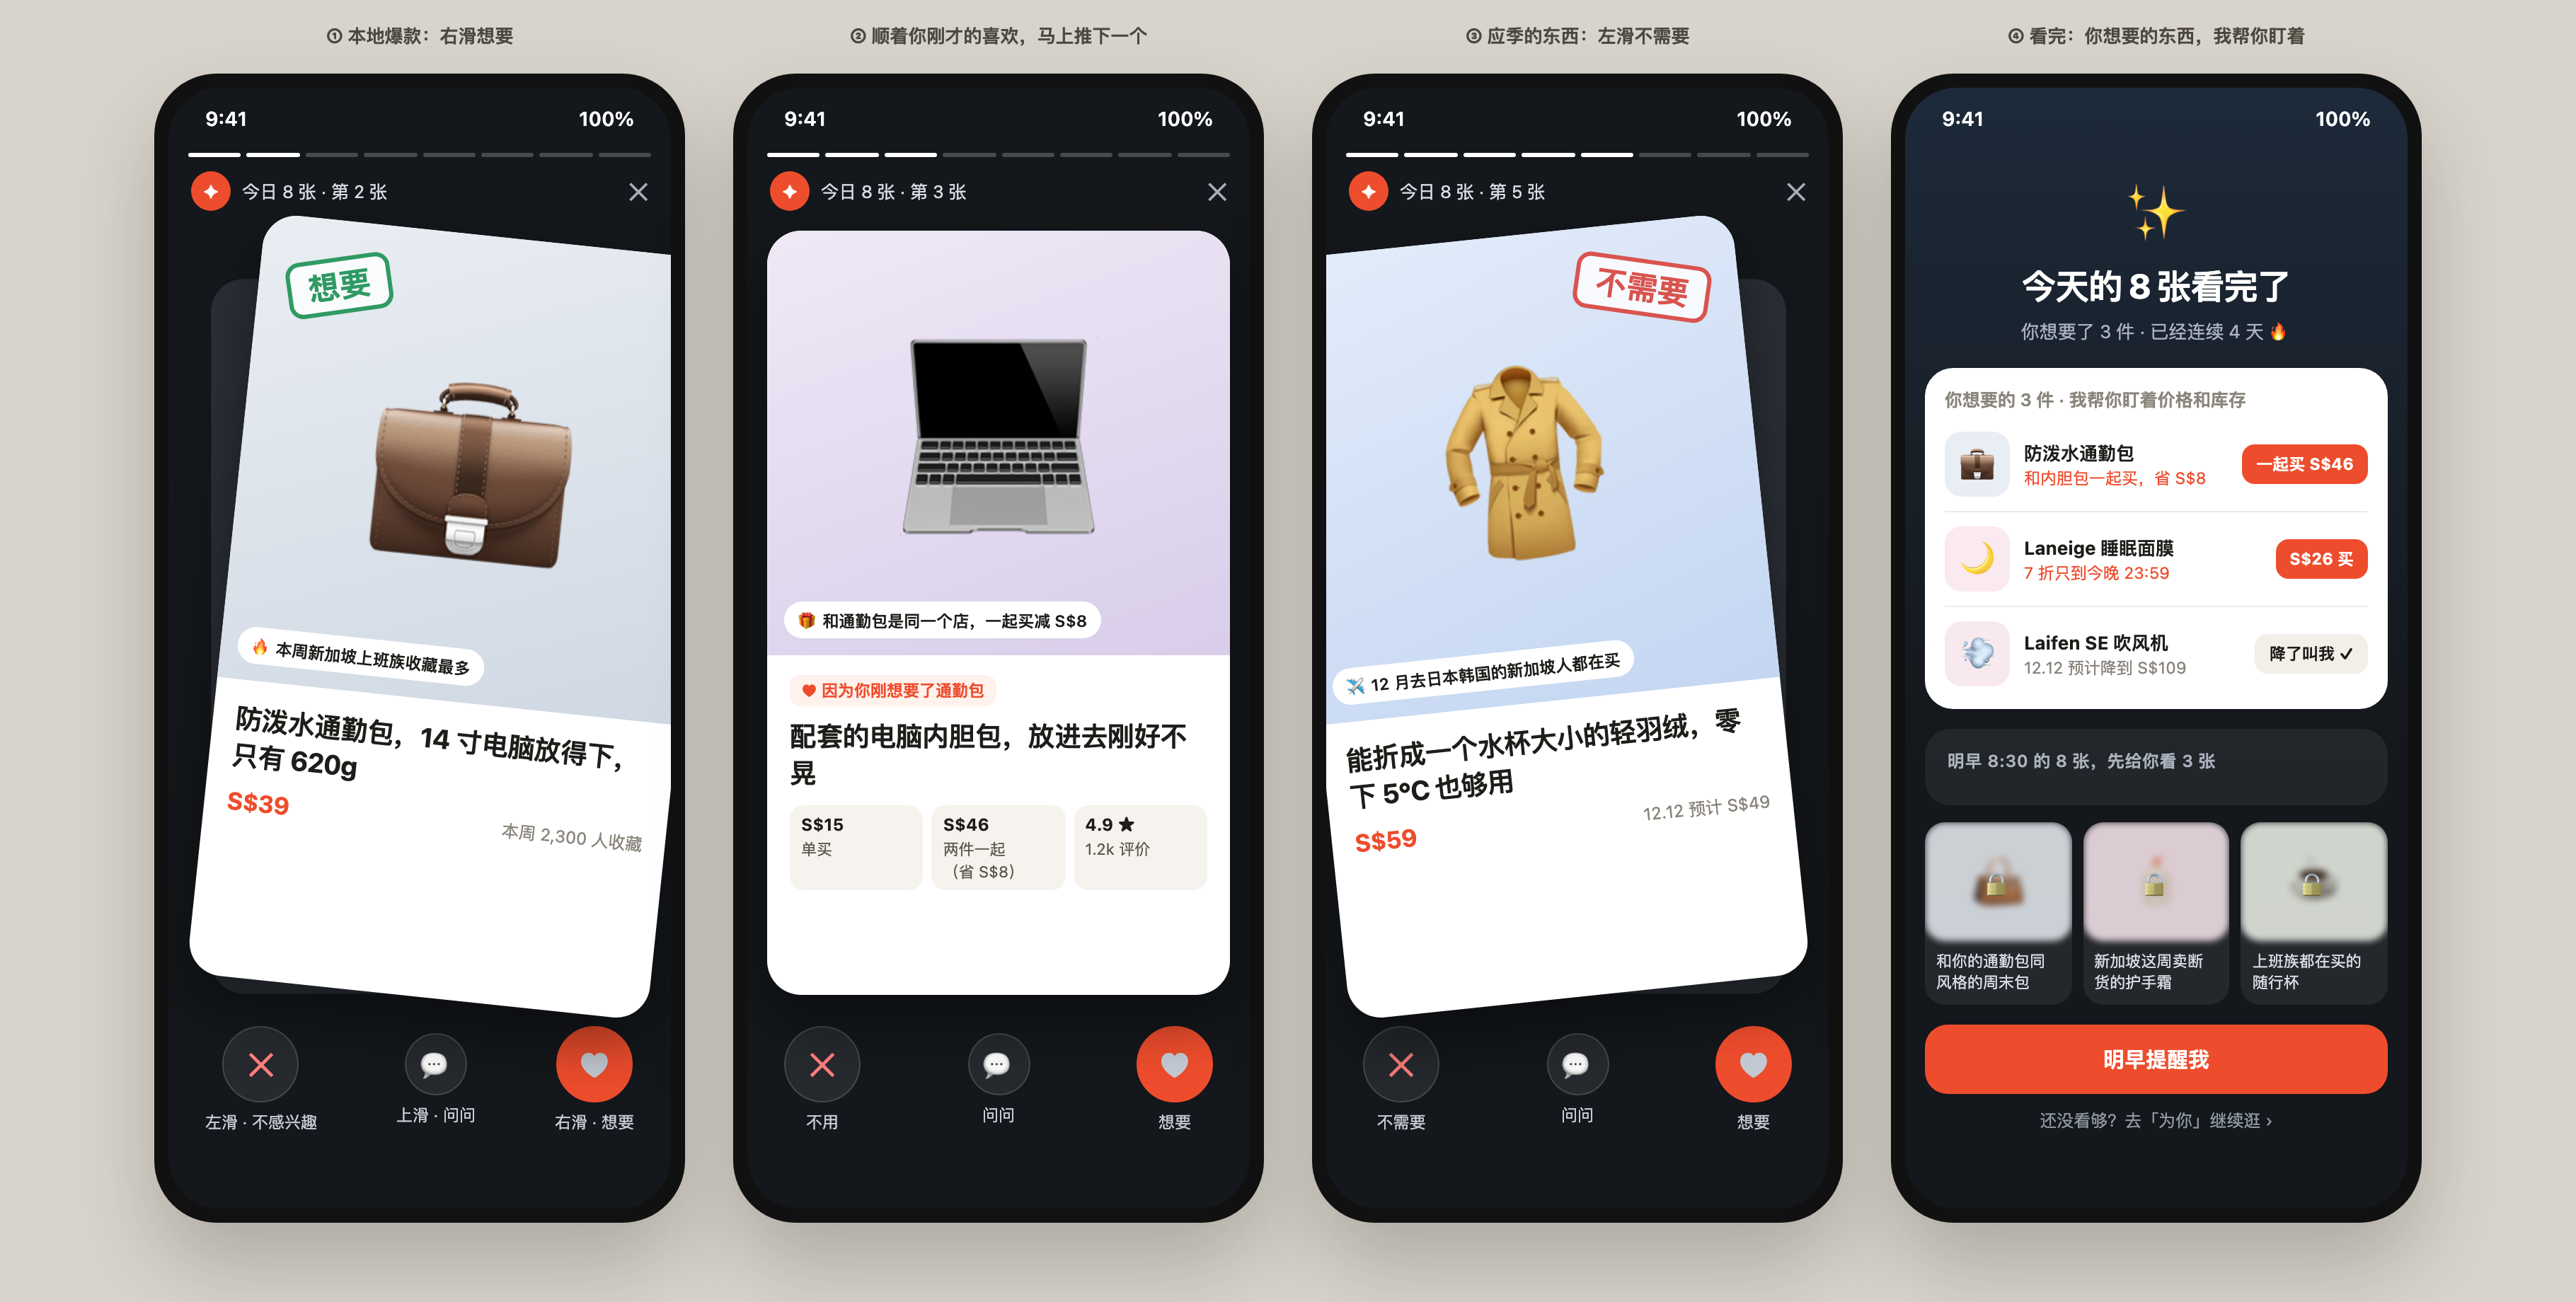 ① 本地爆款：右滑想要
9:41
100%
今日 8 张 · 第 2 张
想要
🔥 本周新加坡上班族收藏最多
防泼水通勤包，14 寸电脑放得下，
只有 620g
S$39
本周 2,300 人收藏
左滑 · 不感兴趣
上滑 · 问问
右滑 · 想要
② 顺着你刚才的喜欢，马上推下一个
9:41
100%
今日 8 张 · 第 3 张
🎁 和通勤包是同一个店，一起买减 S$8
♥ 因为你刚想要了通勤包
配套的电脑内胆包，放进去刚好不
晃
S$15
单买
S$46
两件一起
（省 S$8）
4.9 ★
1.2k 评价
不用
问问
想要
③ 应季的东西：左滑不需要
9:41
100%
今日 8 张 · 第 5 张
不需要
✈️ 12 月去日本韩国的新加坡人都在买
能折成一个水杯大小的轻羽绒，零
下 5°C 也够用
S$59
12.12 预计 S$49
不需要
问问
想要
④ 看完：你想要的东西，我帮你盯着
9:41
100%
今天的 8 张看完了
你想要了 3 件 · 已经连续 4 天 🔥
你想要的 3 件 · 我帮你盯着价格和库存
防泼水通勤包
和内胆包一起买，省 S$8
一起买 S$46
Laneige 睡眠面膜
7 折只到今晚 23:59
S$26 买
Laifen SE 吹风机
12.12 预计降到 S$109
降了叫我 ✓
明早 8:30 的 8 张，先给你看 3 张
和你的通勤包同
风格的周末包
新加坡这周卖断
货的护手霜
上班族都在买的
随行杯
明早提醒我
还没看够？去「为你」继续逛 ›